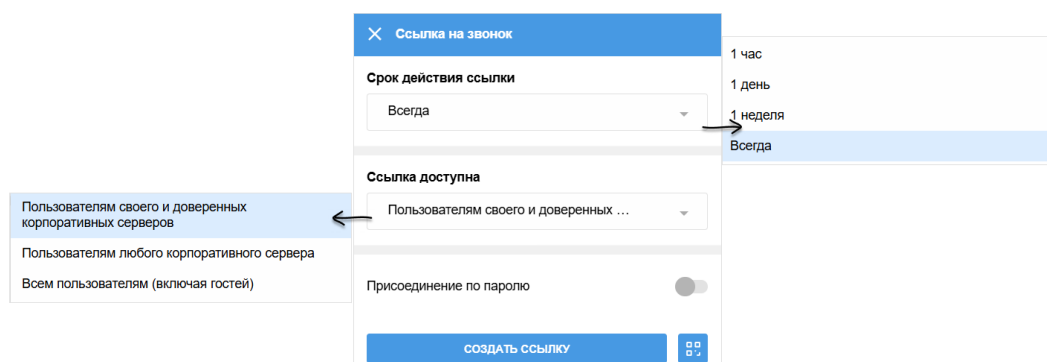 Ссылка на звонок
Срок действия ссылки
Всегда
1 час
1 день
1 неделя
Всегда
Ссылка доступна
Пользователям своего и доверенных ...
Пользователям своего и доверенных
корпоративных серверов
Пользователям любого корпоративного сервера
Всем пользователям (включая гостей)
Присоединение по паролю
СОЗДАТЬ ССЫЛКУ